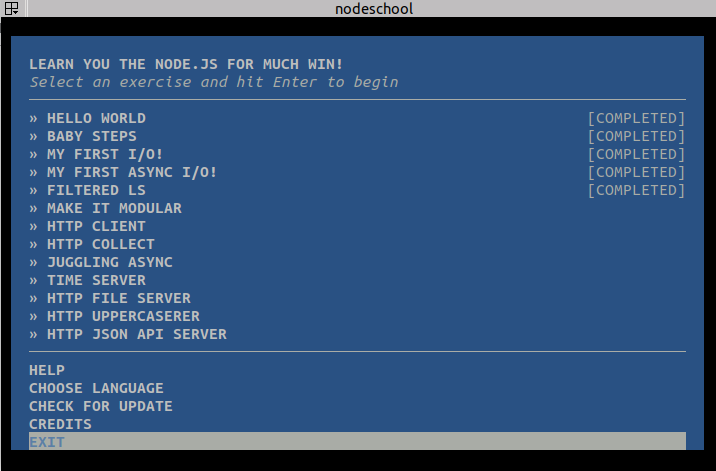 nodeschool
LEARN YOU THE NODE.JS FOR MUCH WIN!
Select an exercise and hit Enter to begin
» HELLO WORLD [COMPLETED]
» BABY STEPS [COMPLETED]
» MY FIRST I/O! [COMPLETED]
» MY FIRST ASYNC I/O! [COMPLETED]
» FILTERED LS [COMPLETED]
» MAKE IT MODULAR
» HTTP CLIENT
» HTTP COLLECT
» JUGGLING ASYNC
» TIME SERVER
» HTTP FILE SERVER
» HTTP UPPERCASERER
» HTTP JSON API SERVER
HELP
CHOOSE LANGUAGE
CHECK FOR UPDATE
CREDITS
EXIT